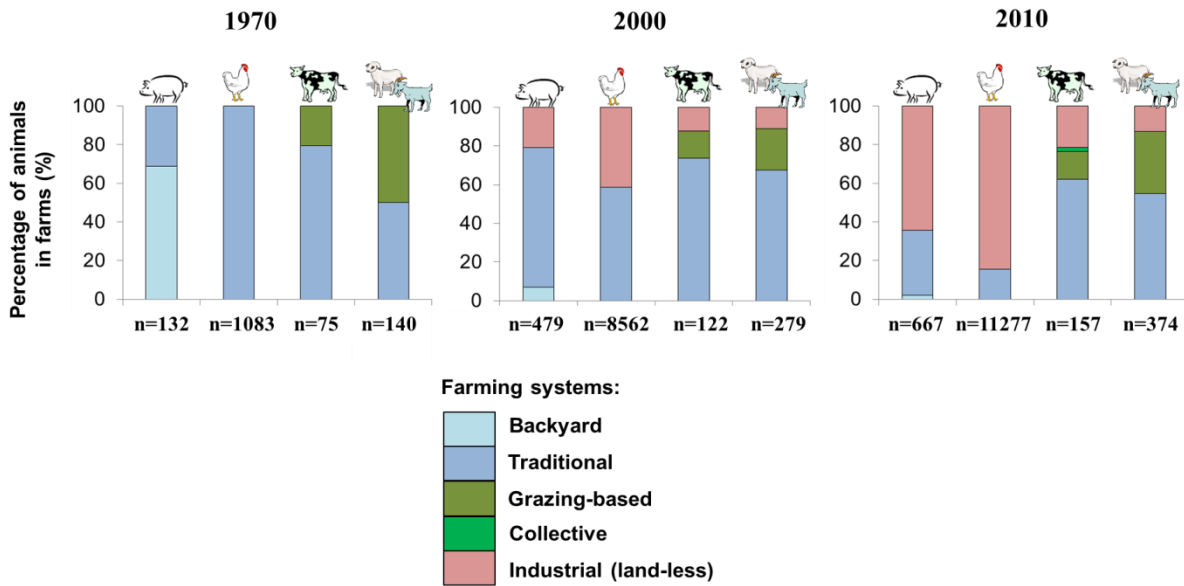 1970
2000
2010
Percentage of animals
in farms (%)
100
80
60
40
20
0
n=132 n=1083 n=75 n=140
100
80
60
40
20
0
n=479 n=8562 n=122 n=279
100
80
60
40
20
0
n=667 n=11277 n=157 n=374
Farming systems:
Backyard
Traditional
Grazing-based
Collective
Industrial (land-less)